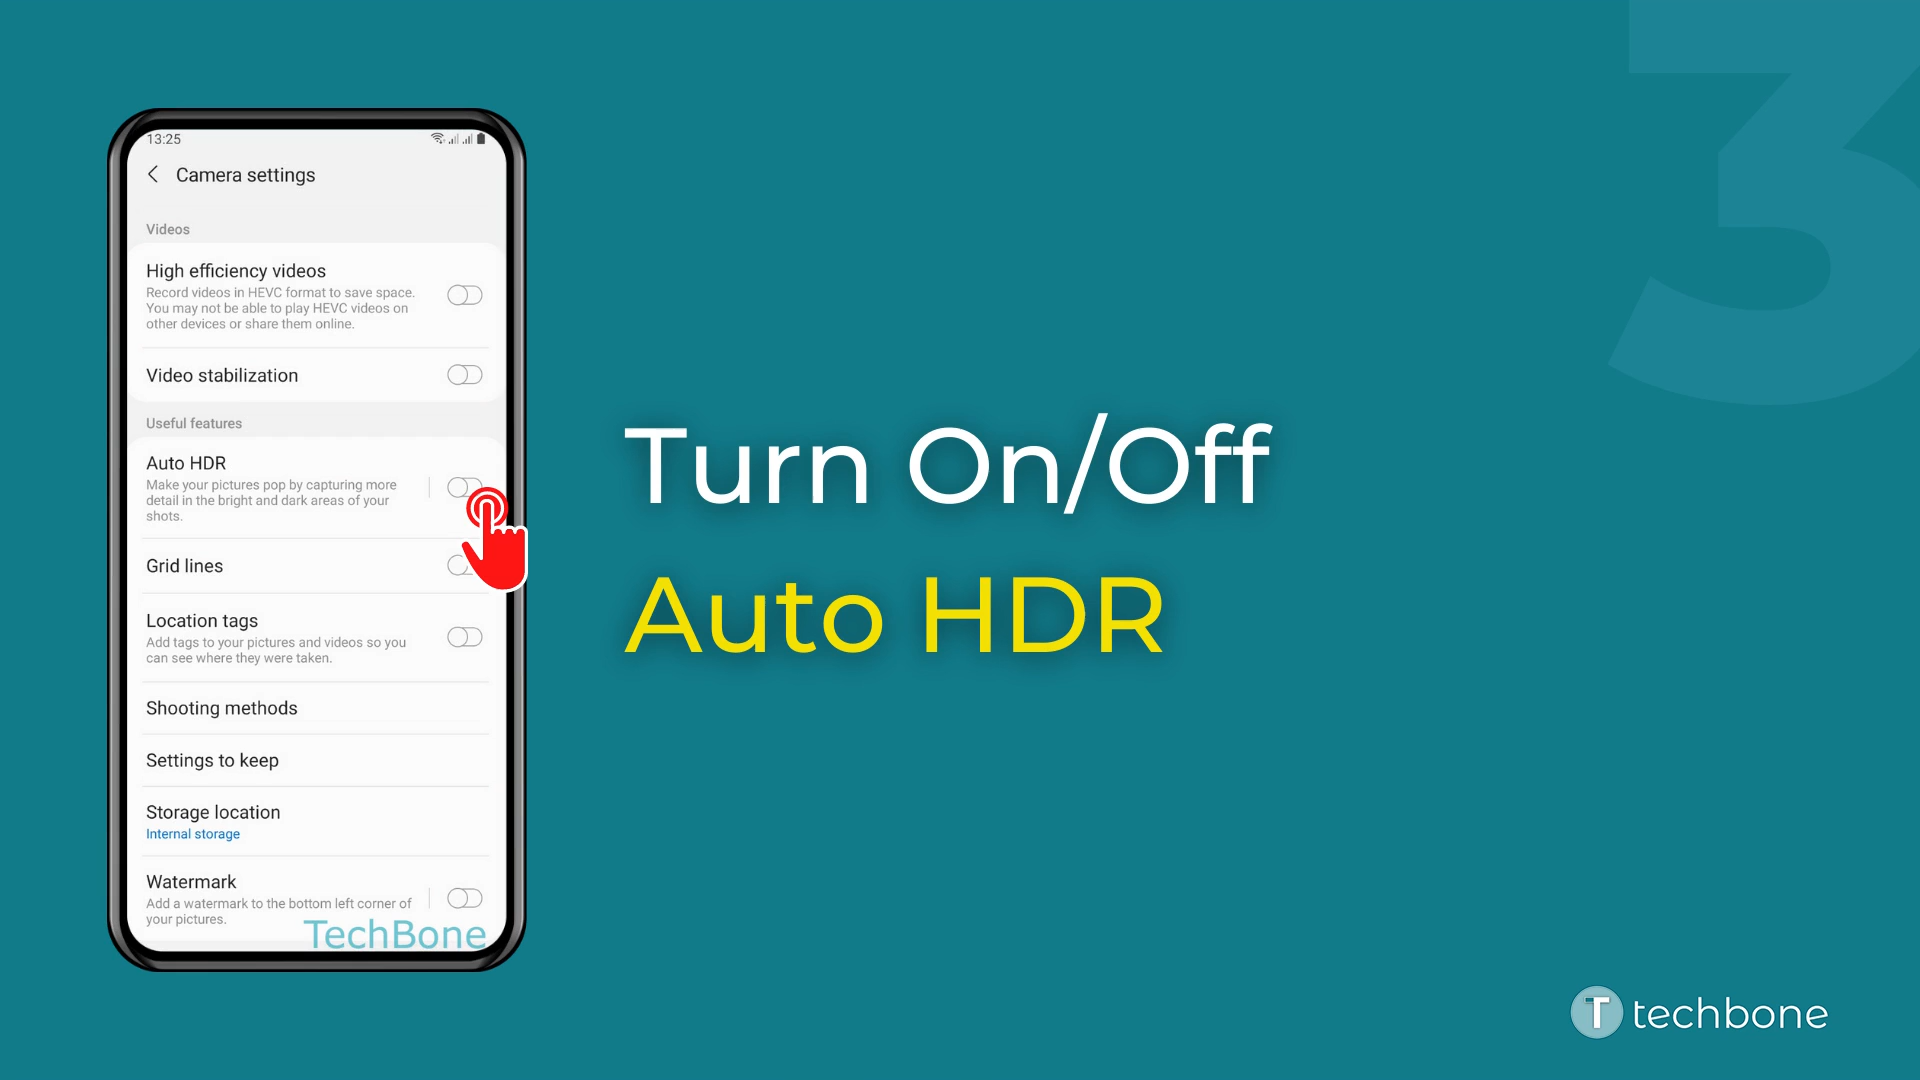 3
13:25
Camera settings
Videos
High efficiency videos
Record videos in HEVC format to save space.
You may not be able to play HEVC videos on
other devices or share them online.
Video stabilization
Useful features
Auto HDR
Make your pictures pop by capturing more
detail in the bright and dark areas of your
shots.
Grid lines
Location tags
Add tags to your pictures and videos so you
can see where they were taken.
Shooting methods
Settings to keep
Storage location
Internal storage
Watermark
Add a watermark to the bottom left corner of
your pictures.
TechBone
Turn On/Off
Auto HDR
T techbone